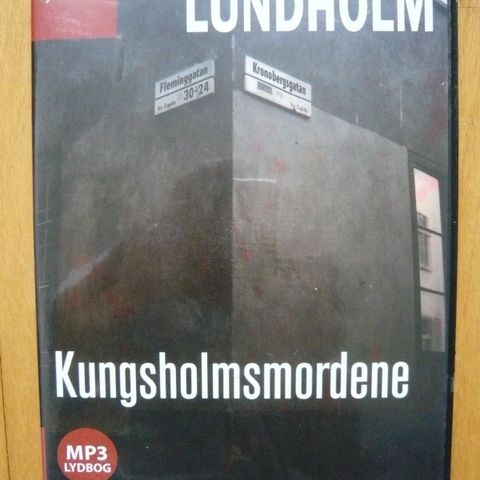 LUNDHOLM
Fleminggatan
30-24
Kronobergsgatan
Kungsholmsmordene
MP3
LYDBOG